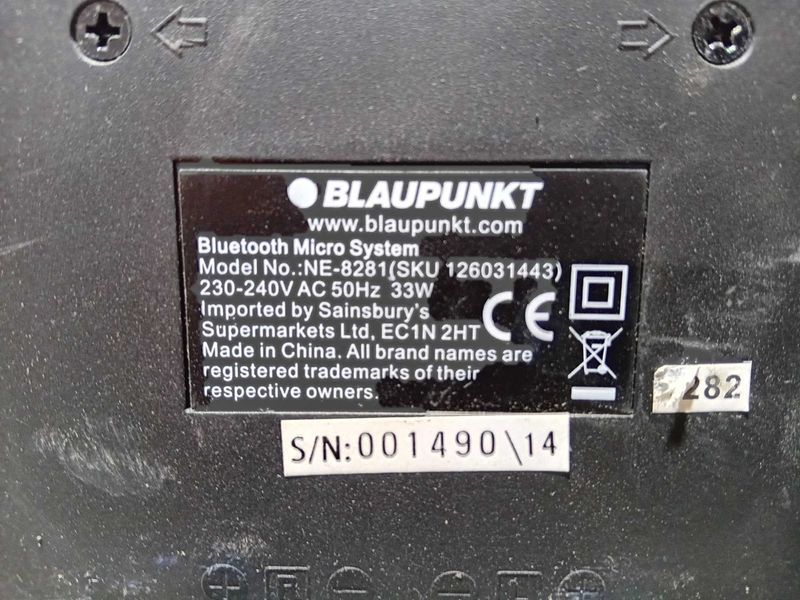 BLAUPUNKT
www.blaupunkt.com
Bluetooth Micro System
Model No.:NE-8281(SKU 126031443)
230-240V AC 50Hz 33W
Imported by Sainsbury's
Supermarkets Ltd, EC1N 2HT
CE
Made in China. All brand names are
registered trademarks of their
respective owners.
282
S/N:001490\14
+ R - - L +